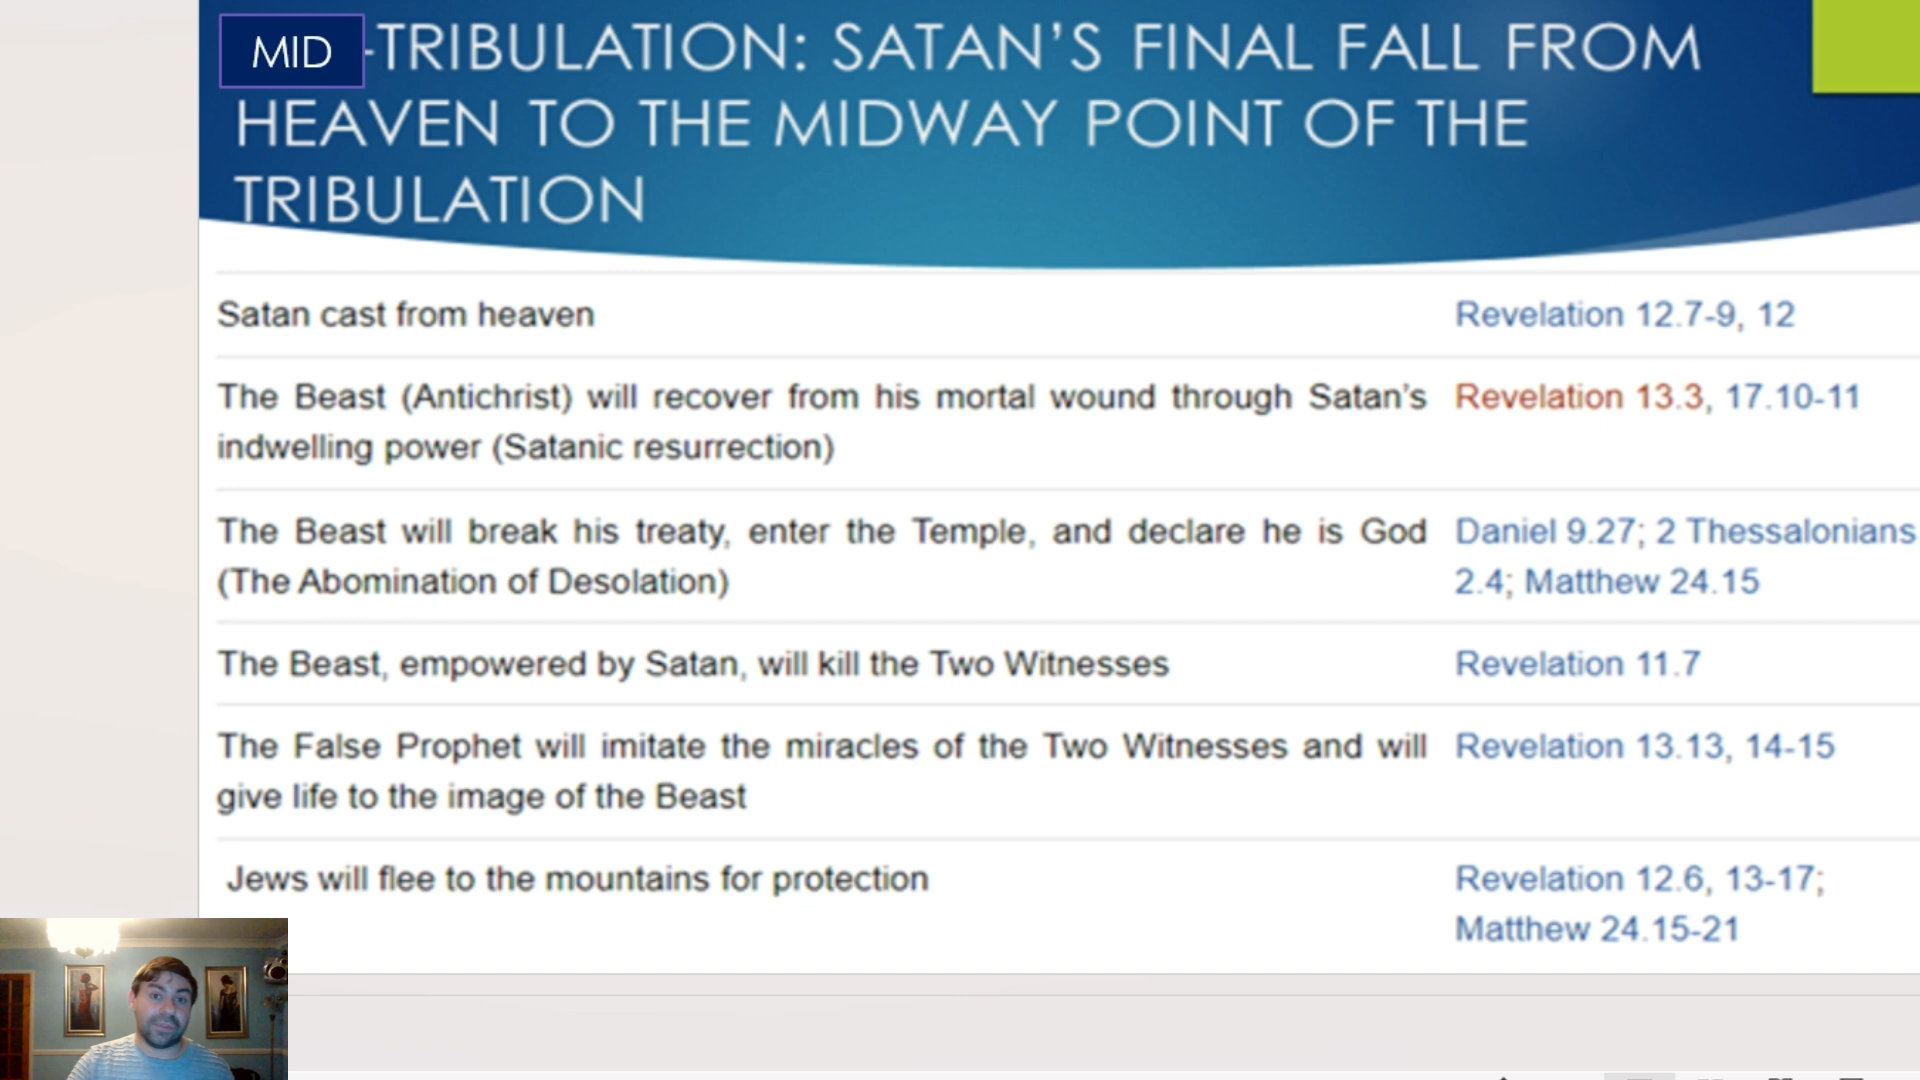 MID-TRIBULATION: SATAN'S FINAL FALL FROM
HEAVEN TO THE MIDWAY POINT OF THE
TRIBULATION
Satan cast from heaven
Revelation 12.7-9, 12
The Beast (Antichrist) will recover from his mortal wound through Satan's
indwelling power (Satanic resurrection)
Revelation 13.3, 17.10-11
The Beast will break his treaty, enter the Temple, and declare he is God
(The Abomination of Desolation)
Daniel 9.27; 2 Thessalonians
2.4; Matthew 24.15
The Beast, empowered by Satan, will kill the Two Witnesses
Revelation 11.7
The False Prophet will imitate the miracles of the Two Witnesses and will
give life to the image of the Beast
Revelation 13.13, 14-15
Jews will flee to the mountains for protection
Revelation 12.6, 13-17;
Matthew 24.15-21